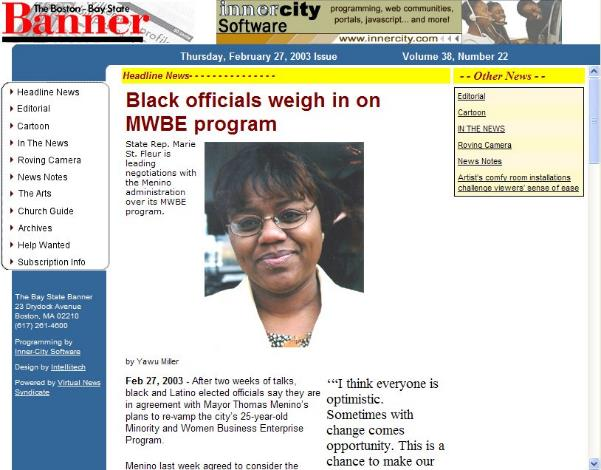 The Boston - Bay State
Banner
innercity
Software
programming, web communities,
portals, javascript... and more!
www.innercity.com
Thursday, February 27, 2003 Issue
Volume 38, Number 22
Headline News
Editorial
Cartoon
In The News
Roving Camera
News Notes
The Arts
Church Guide
Archives
Help Wanted
Subscription Info
The Bay State Banner
23 Drydock Avenue
Boston, MA 02210
(617) 261-4600
Programming by
Inner-City Software
Design by Intellitech
Powered by Virtual News
Syndicate
Headline News- - - - - - - - - - - - - - -
Black officials weigh in on
MWBE program
State Rep. Marie
St. Fleur is
leading
negotiations with
the Menino
administration
over its MWBE
program.
by Yawu Miller
Feb 27, 2003 - After two weeks of talks,
black and Latino elected officials say they are
in agreement with Mayor Thomas Menino's
plans to re-vamp the city's 25-year-old
Minority and Women Business Enterprise
Program.
Menino last week agreed to consider the
““I think everyone is
optimistic.
Sometimes with
change comes
opportunity. This is a
chance to make our
- - Other News - -
Editorial
Cartoon
IN THE NEWS
Roving Camera
News Notes
Artist's comfy room installations
challenge viewers' sense of ease